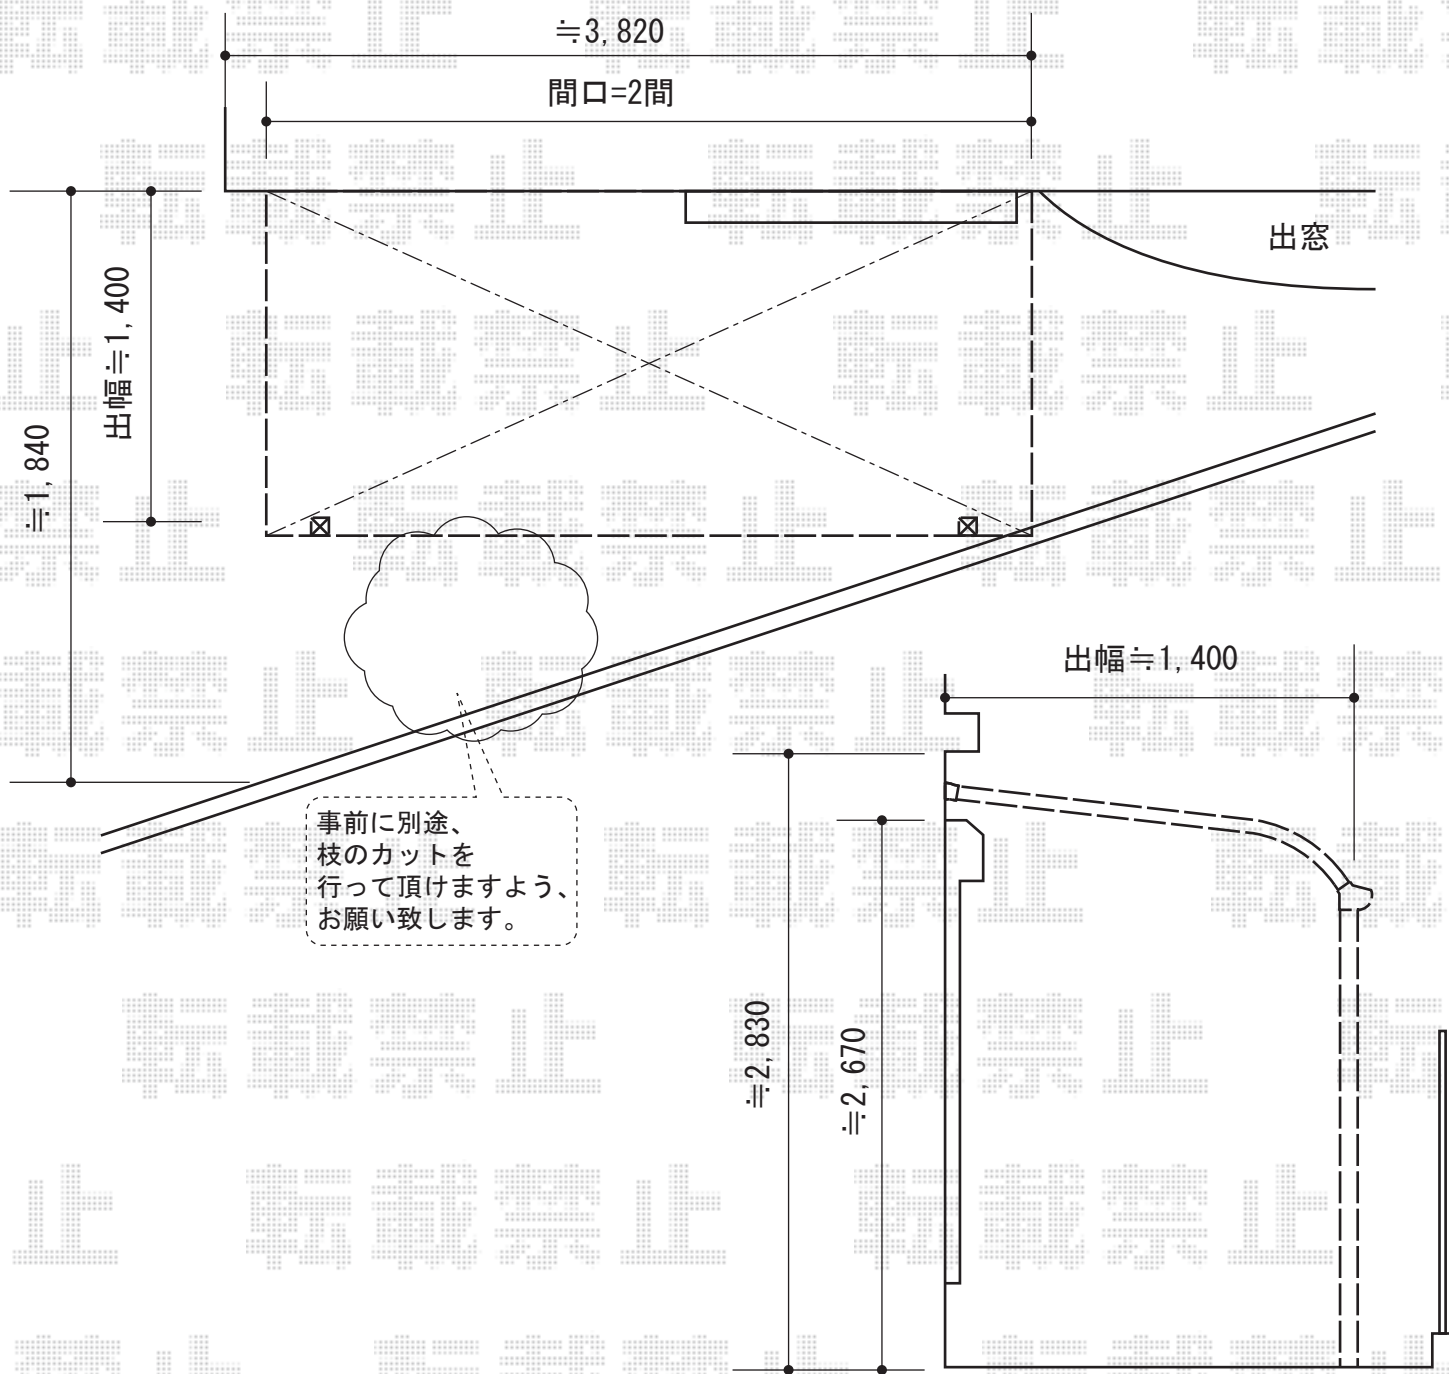 ≒3,820
間口=2間
出窓
出幅≒1,400
≒1,840
出幅≒1,400
事前に別途、
枝のカットを
行って頂けますよう、
お願い致します。
≒2,830
≒2,670
転載禁止